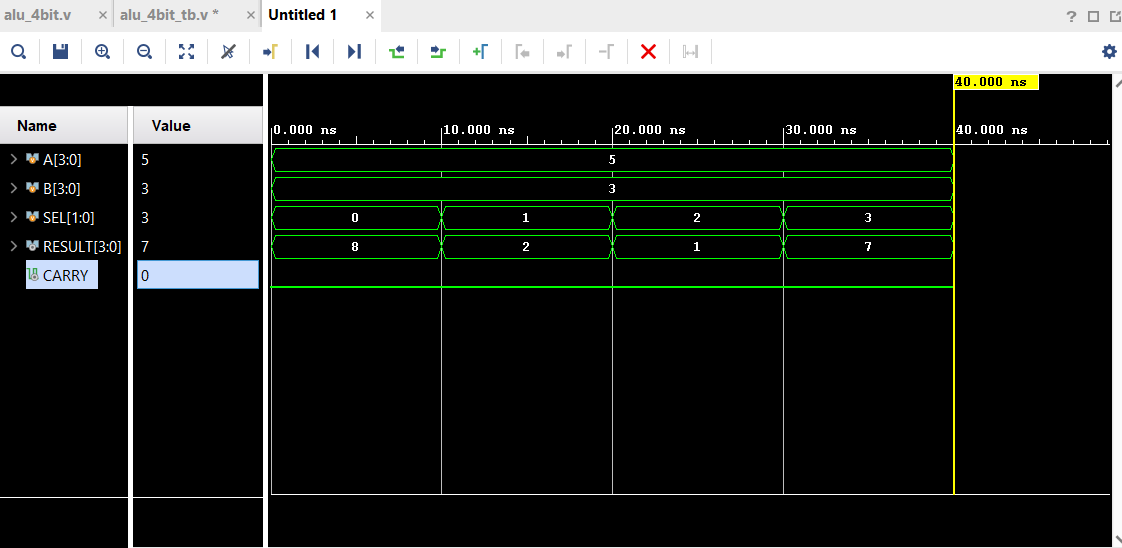 alu_4bit.v × alu_4bit_tb.v * × Untitled 1 ×
?
40.000 ns
Name Value
0.000 ns 10.000 ns 20.000 ns 30.000 ns 40.000 ns
A[3:0] 5 5
B[3:0] 3 3
SEL[1:0] 3 0 1 2 3
RESULT[3:0] 7 8 2 1 7
CARRY 0